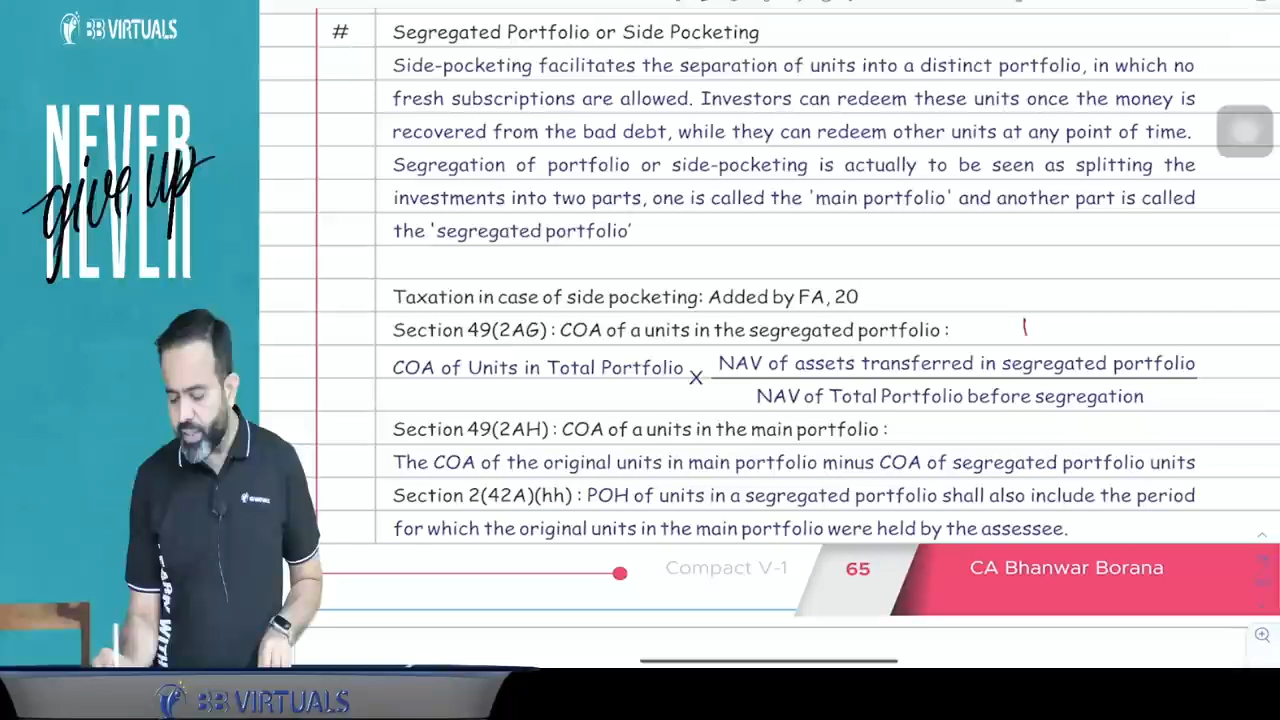 BB VIRTUALS
NEVER
give up
NEVER
# Segregated Portfolio or Side Pocketing
Side-pocketing facilitates the separation of units into a distinct portfolio, in which no
fresh subscriptions are allowed. Investors can redeem these units once the money is
recovered from the bad debt, while they can redeem other units at any point of time.
Segregation of portfolio or side-pocketing is actually to be seen as splitting the
investments into two parts, one is called the 'main portfolio' and another part is called
the 'segregated portfolio'
Taxation in case of side pocketing: Added by FA, 20
Section 49(2AG) : COA of a units in the segregated portfolio :
COA of Units in Total Portfolio X NAV of assets transferred in segregated portfolio
NAV of Total Portfolio before segregation
Section 49(2AH) : COA of a units in the main portfolio :
The COA of the original units in main portfolio minus COA of segregated portfolio units
Section 2(42A)(hh) : POH of units in a segregated portfolio shall also include the period
for which the original units in the main portfolio were held by the assessee.
Compact V-1 65 CA Bhanwar Borana
BB VIRTUALS